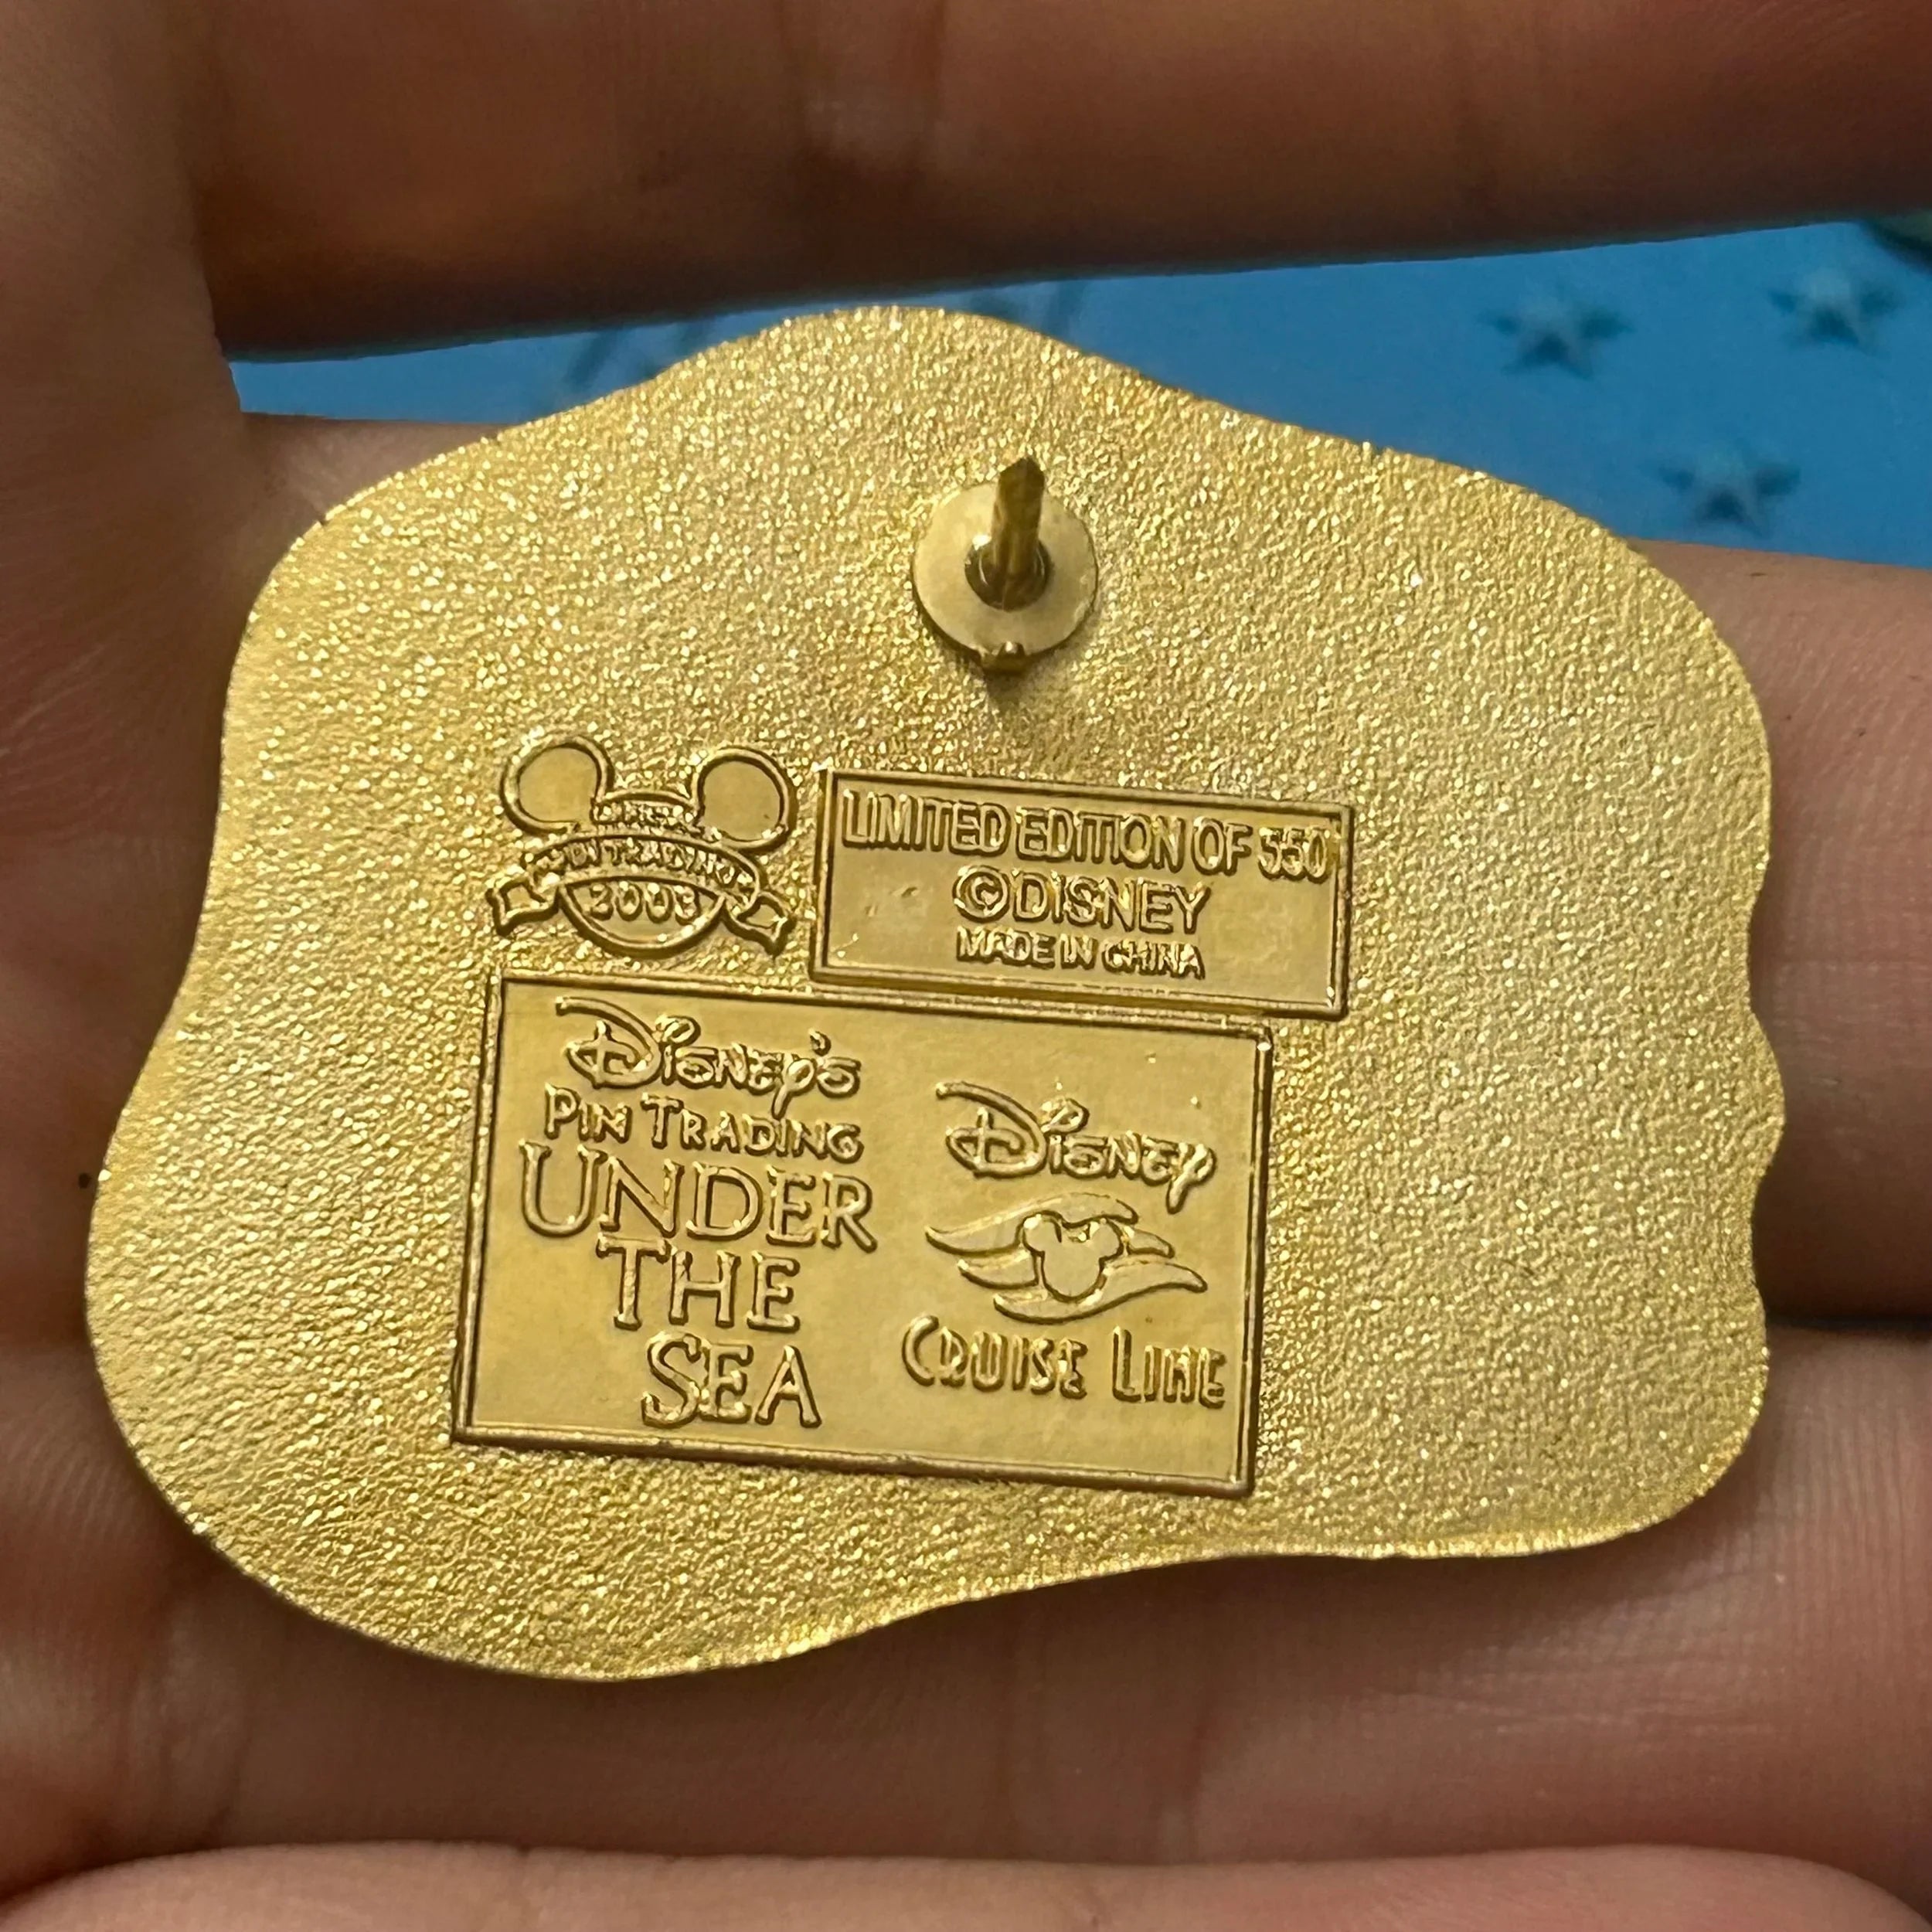 OFFICIAL
PIN TRADING
2003
LIMITED EDITION OF 550
©DISNEY
MADE IN CHINA
Disney's
PIN TRADING
UNDER
THE
SEA
Disney
CRUISE LINE